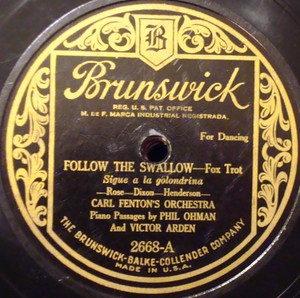 B
Brunswick
REG. U. S. PAT. OFFICE
M. DE F. MARCA INDUSTRIAL REGISTRADA.
For Dancing
FOLLOW THE SWALLOW—Fox Trot
Sigue a la golondrina
—Rose—Dixon—Henderson—
CARL FENTON'S ORCHESTRA
Piano Passages by PHIL OHMAN
And VICTOR ARDEN
2668-A
THE BRUNSWICK-BALKE-COLLENDER COMPANY
MADE IN U.S.A.